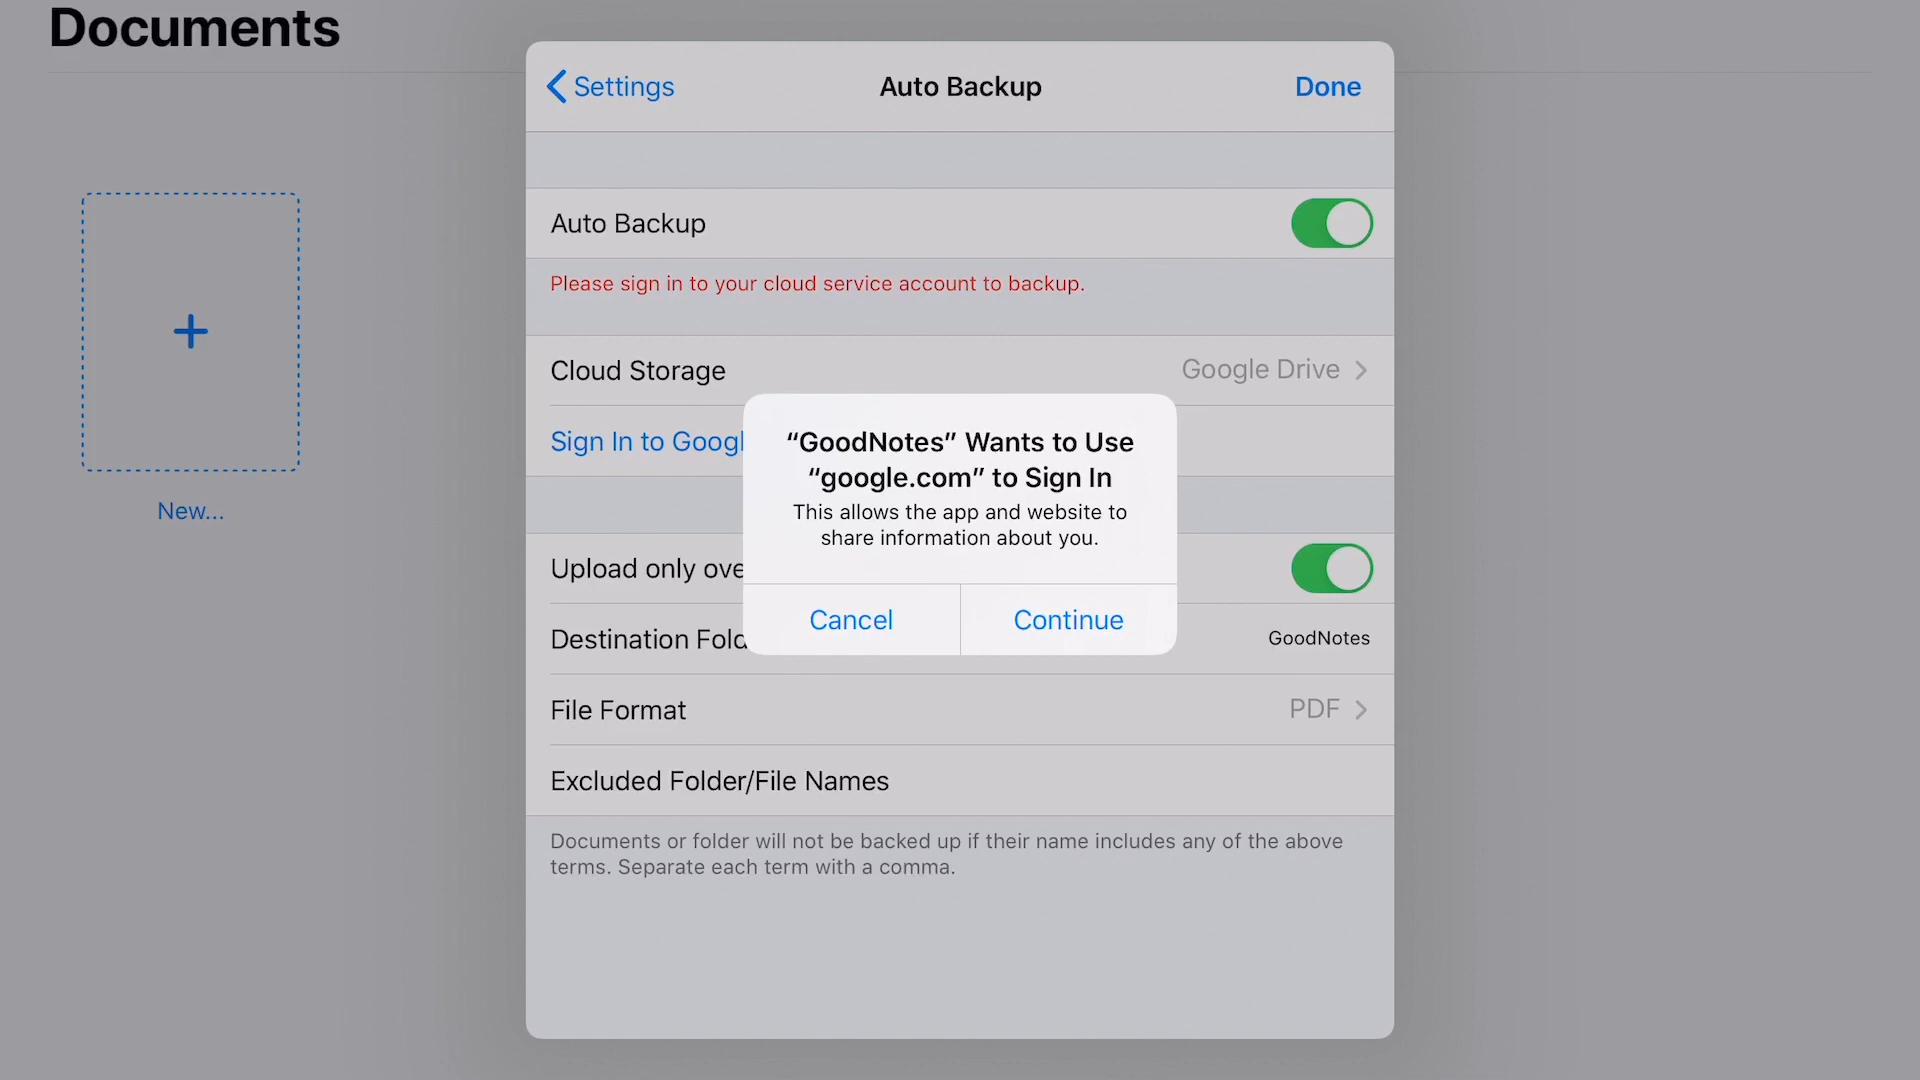 Documents
Settings
Auto Backup
Done
Auto Backup
Please sign in to your cloud service account to backup.
Cloud Storage
Google Drive
Sign In to Googl
“GoodNotes” Wants to Use
“google.com” to Sign In
This allows the app and website to
share information about you.
Cancel
Continue
New...
Upload only ove
Destination Fold
GoodNotes
File Format
PDF
Excluded Folder/File Names
Documents or folder will not be backed up if their name includes any of the above
terms. Separate each term with a comma.